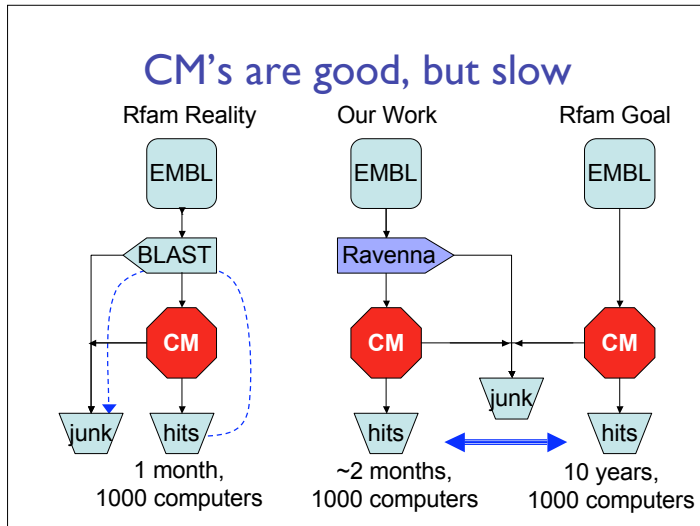 CM's are good, but slow
Rfam Reality
Our Work
Rfam Goal
EMBL
EMBL
EMBL
BLAST
Ravenna
CM
CM
CM
junk
hits
hits
junk
hits
1 month,
1000 computers
~2 months,
1000 computers
10 years,
1000 computers